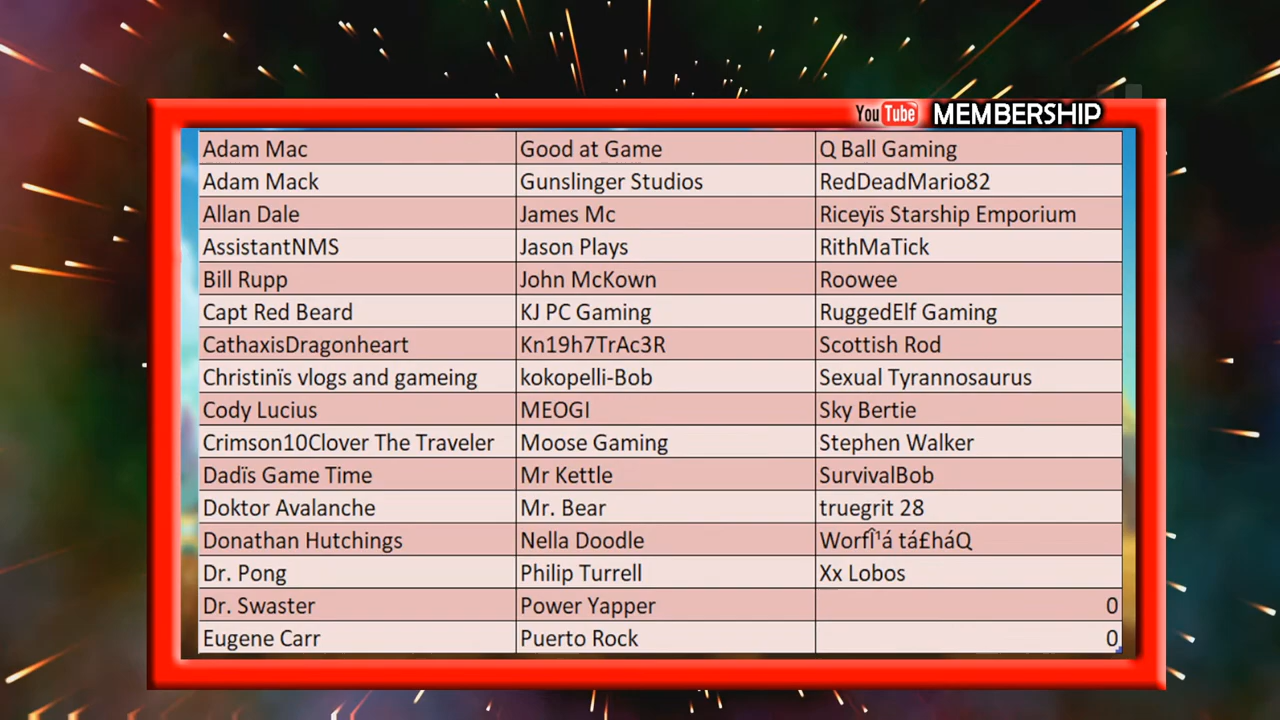 YouTube MEMBERSHIP
Adam Mac Good at Game Q Ball Gaming
Adam Mack Gunslinger Studios RedDeadMario82
Allan Dale James Mc Riceyïs Starship Emporium
AssistantNMS Jason Plays RithMaTick
Bill Rupp John McKown Roowee
Capt Red Beard KJ PC Gaming RuggedElf Gaming
CathaxisDragonheart Kn19h7TrAc3R Scottish Rod
Christinïs vlogs and gameing kokopelli-Bob Sexual Tyrannosaurus
Cody Lucius MEOGI Sky Bertie
Crimson10Clover The Traveler Moose Gaming Stephen Walker
Dadïs Game Time Mr Kettle SurvivalBob
Doktor Avalanche Mr. Bear truegrit 28
Donathan Hutchings Nella Doodle WorfÎ¹á tá£háQ
Dr. Pong Philip Turrell Xx Lobos
Dr. Swaster Power Yapper 0
Eugene Carr Puerto Rock 0